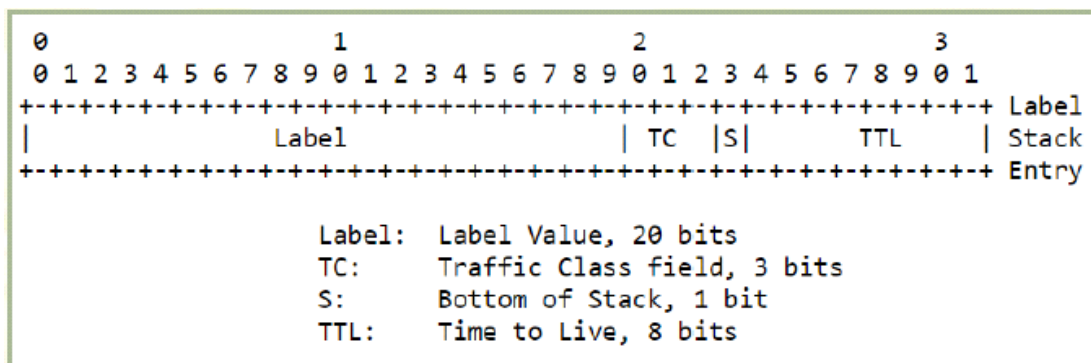 0                   1                   2                   3
0 1 2 3 4 5 6 7 8 9 0 1 2 3 4 5 6 7 8 9 0 1 2 3 4 5 6 7 8 9 0 1
+-+-+-+-+-+-+-+-+-+-+-+-+-+-+-+-+-+-+-+-+-+-+-+-+-+-+-+-+-+-+-+-+ Label
|                Label                  | TC  |S|       TTL     | Stack
+-+-+-+-+-+-+-+-+-+-+-+-+-+-+-+-+-+-+-+-+-+-+-+-+-+-+-+-+-+-+-+-+ Entry
Label:  Label Value, 20 bits
TC:     Traffic Class field, 3 bits
S:      Bottom of Stack, 1 bit
TTL:    Time to Live, 8 bits